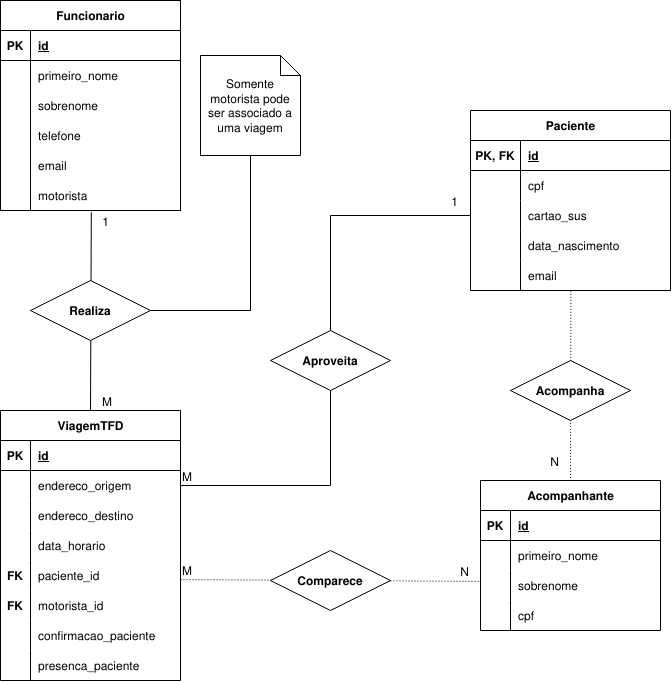 Funcionario
PK id
primeiro_nome
sobrenome
telefone
email
motorista
Somente
motorista pode
ser associado a
uma viagem
Paciente
PK, FK id
cpf
cartao_sus
data_nascimento
email
1
1
Realiza
Aproveita
Acompanha
M
ViagemTFD
PK id
endereco_origem
endereco_destino
data_horario
FK paciente_id
FK motorista_id
confirmacao_paciente
presenca_paciente
M
N
Acompanhante
PK id
primeiro_nome
sobrenome
cpf
M
Comparece
N